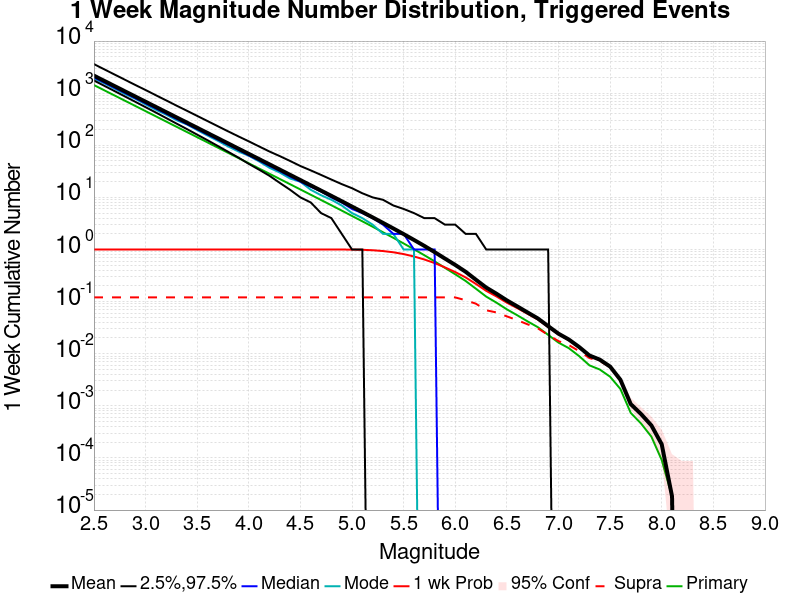 1 Week Magnitude Number Distribution, Triggered Events
1 Week Cumulative Number
10^4
10^3
10^2
10^1
10^0
10^-1
10^-2
10^-3
10^-4
10^-5
2.5 3.0 3.5 4.0 4.5 5.0 5.5 6.0 6.5 7.0 7.5 8.0 8.5 9.0
Magnitude
Mean 2.5%,97.5% Median Mode 1 wk Prob 95% Conf Supra Primary